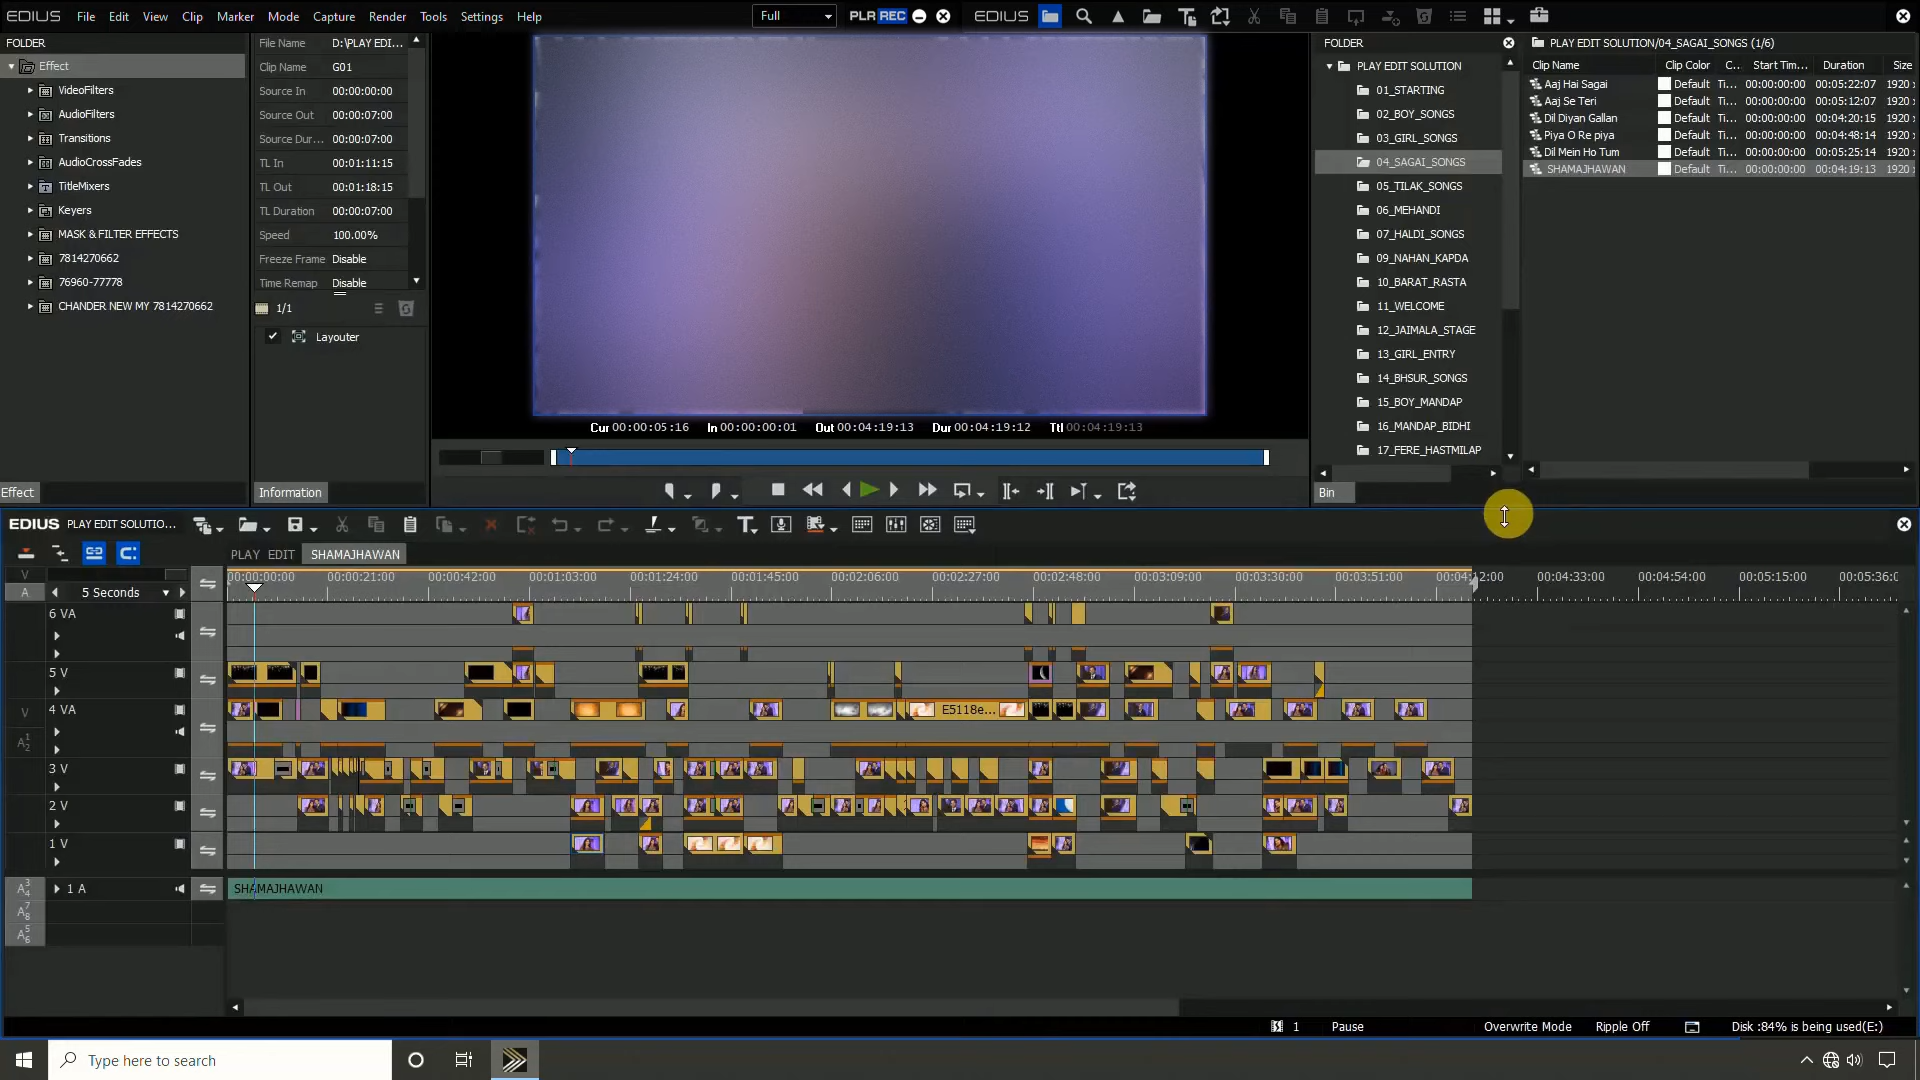 EDIUS File Edit View Clip Marker Mode Capture Render Tools Settings Help Full PLR REC EDIUS
FOLDER
Effect
VideoFilters
AudioFilters
Transitions
AudioCrossFades
TitleMixers
Keyers
MASK & FILTER EFFECTS
7814270662
76960-77778
CHANDER NEW MY 7814270662
Effect
File Name D:\PLAY EDI...
Clip Name G01
Source In 00:00:00:00
Source Out 00:00:07:00
Source Dur... 00:00:07:00
TL In 00:01:11:15
TL Out 00:01:18:15
TL Duration 00:00:07:00
Speed 100.00%
Freeze Frame Disable
Time Remap Disable
1/1
Layouter
Information
Cur 00:00:05:16 In 00:00:00:01 Out 00:04:19:13 Dur 00:04:19:12 Ttl 00:04:19:13
FOLDER
PLAY EDIT SOLUTION
01_STARTING
02_BOY_SONGS
03_GIRL_SONGS
04_SAGAI_SONGS
05_TILAK_SONGS
06_MEHANDI
07_HALDI_SONGS
09_NAHAN_KAPDA
10_BARAT_RASTA
11_WELCOME
12_JAIMALA_STAGE
13_GIRL_ENTRY
14_BHSUR_SONGS
15_BOY_MANDAP
16_MANDAP_BIDHI
17_FERE_HASTMILAP
Bin
PLAY EDIT SOLUTION/04_SAGAI_SONGS (1/6)
Clip Name Clip Color C... Start Tim... Duration Size
Aaj Hai Sagai Default Ti... 00:00:00:00 00:05:22:07 1920
Aaj Se Teri Default Ti... 00:00:00:00 00:05:12:07 1920
Dil Diyan Gallan Default Ti... 00:00:00:00 00:04:20:15 1920
Piya O Re piya Default Ti... 00:00:00:00 00:04:48:14 1920
Dil Mein Ho Tum Default Ti... 00:00:00:00 00:05:25:14 1920
SHAMAJHAWAN Default Ti... 00:00:00:00 00:04:19:13 1920
EDIUS PLAY EDIT SOLUTIO...
PLAY EDIT SHAMAJHAWAN
00:00:00:00 00:00:21:00 00:00:42:00 00:01:03:00 00:01:24:00 00:01:45:00 00:02:06:00 00:02:27:00 00:02:48:00 00:03:09:00 00:03:30:00 00:03:51:00 00:04:12:00 00:04:33:00 00:04:54:00 00:05:15:00 00:05:36:0
V
A 5 Seconds
6 VA
5 V
V 4 VA E5118e...
A12
3 V
2 V
1 V
A34 1 A SHAMAJHAWAN
A78
A56
1 Pause Overwrite Mode Ripple Off Disk :84% is being used(E:)
Type here to search